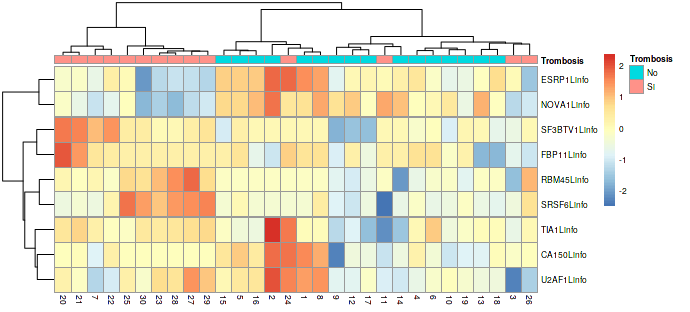 Trombosis
Trombosis
No
Si
2
1
0
-1
-2
ESRP1Linfo
NOVA1Linfo
SF3BTV1Linfo
FBP11Linfo
RBM45Linfo
SRSF6Linfo
TIA1Linfo
CA150Linfo
U2AF1Linfo
20 21 7 22 25 30 23 28 27 29 15 5 16 2 24 1 8 9 12 17 11 14 4 6 10 19 13 18 3 26